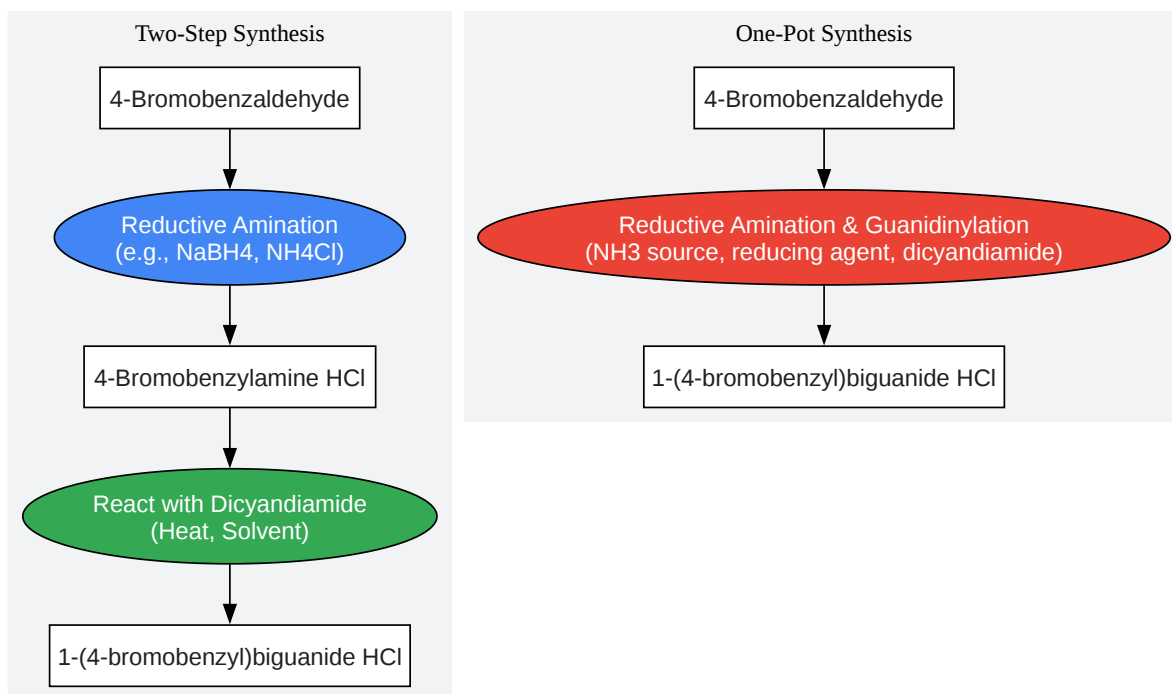 Two-Step Synthesis
4-Bromobenzaldehyde
Reductive Amination
(e.g., NaBH4, NH4Cl)
4-Bromobenzylamine HCl
React with Dicyandiamide
(Heat, Solvent)
1-(4-bromobenzyl)biguanide HCl
One-Pot Synthesis
4-Bromobenzaldehyde
Reductive Amination & Guanidinylation
(NH3 source, reducing agent, dicyandiamide)
1-(4-bromobenzyl)biguanide HCl